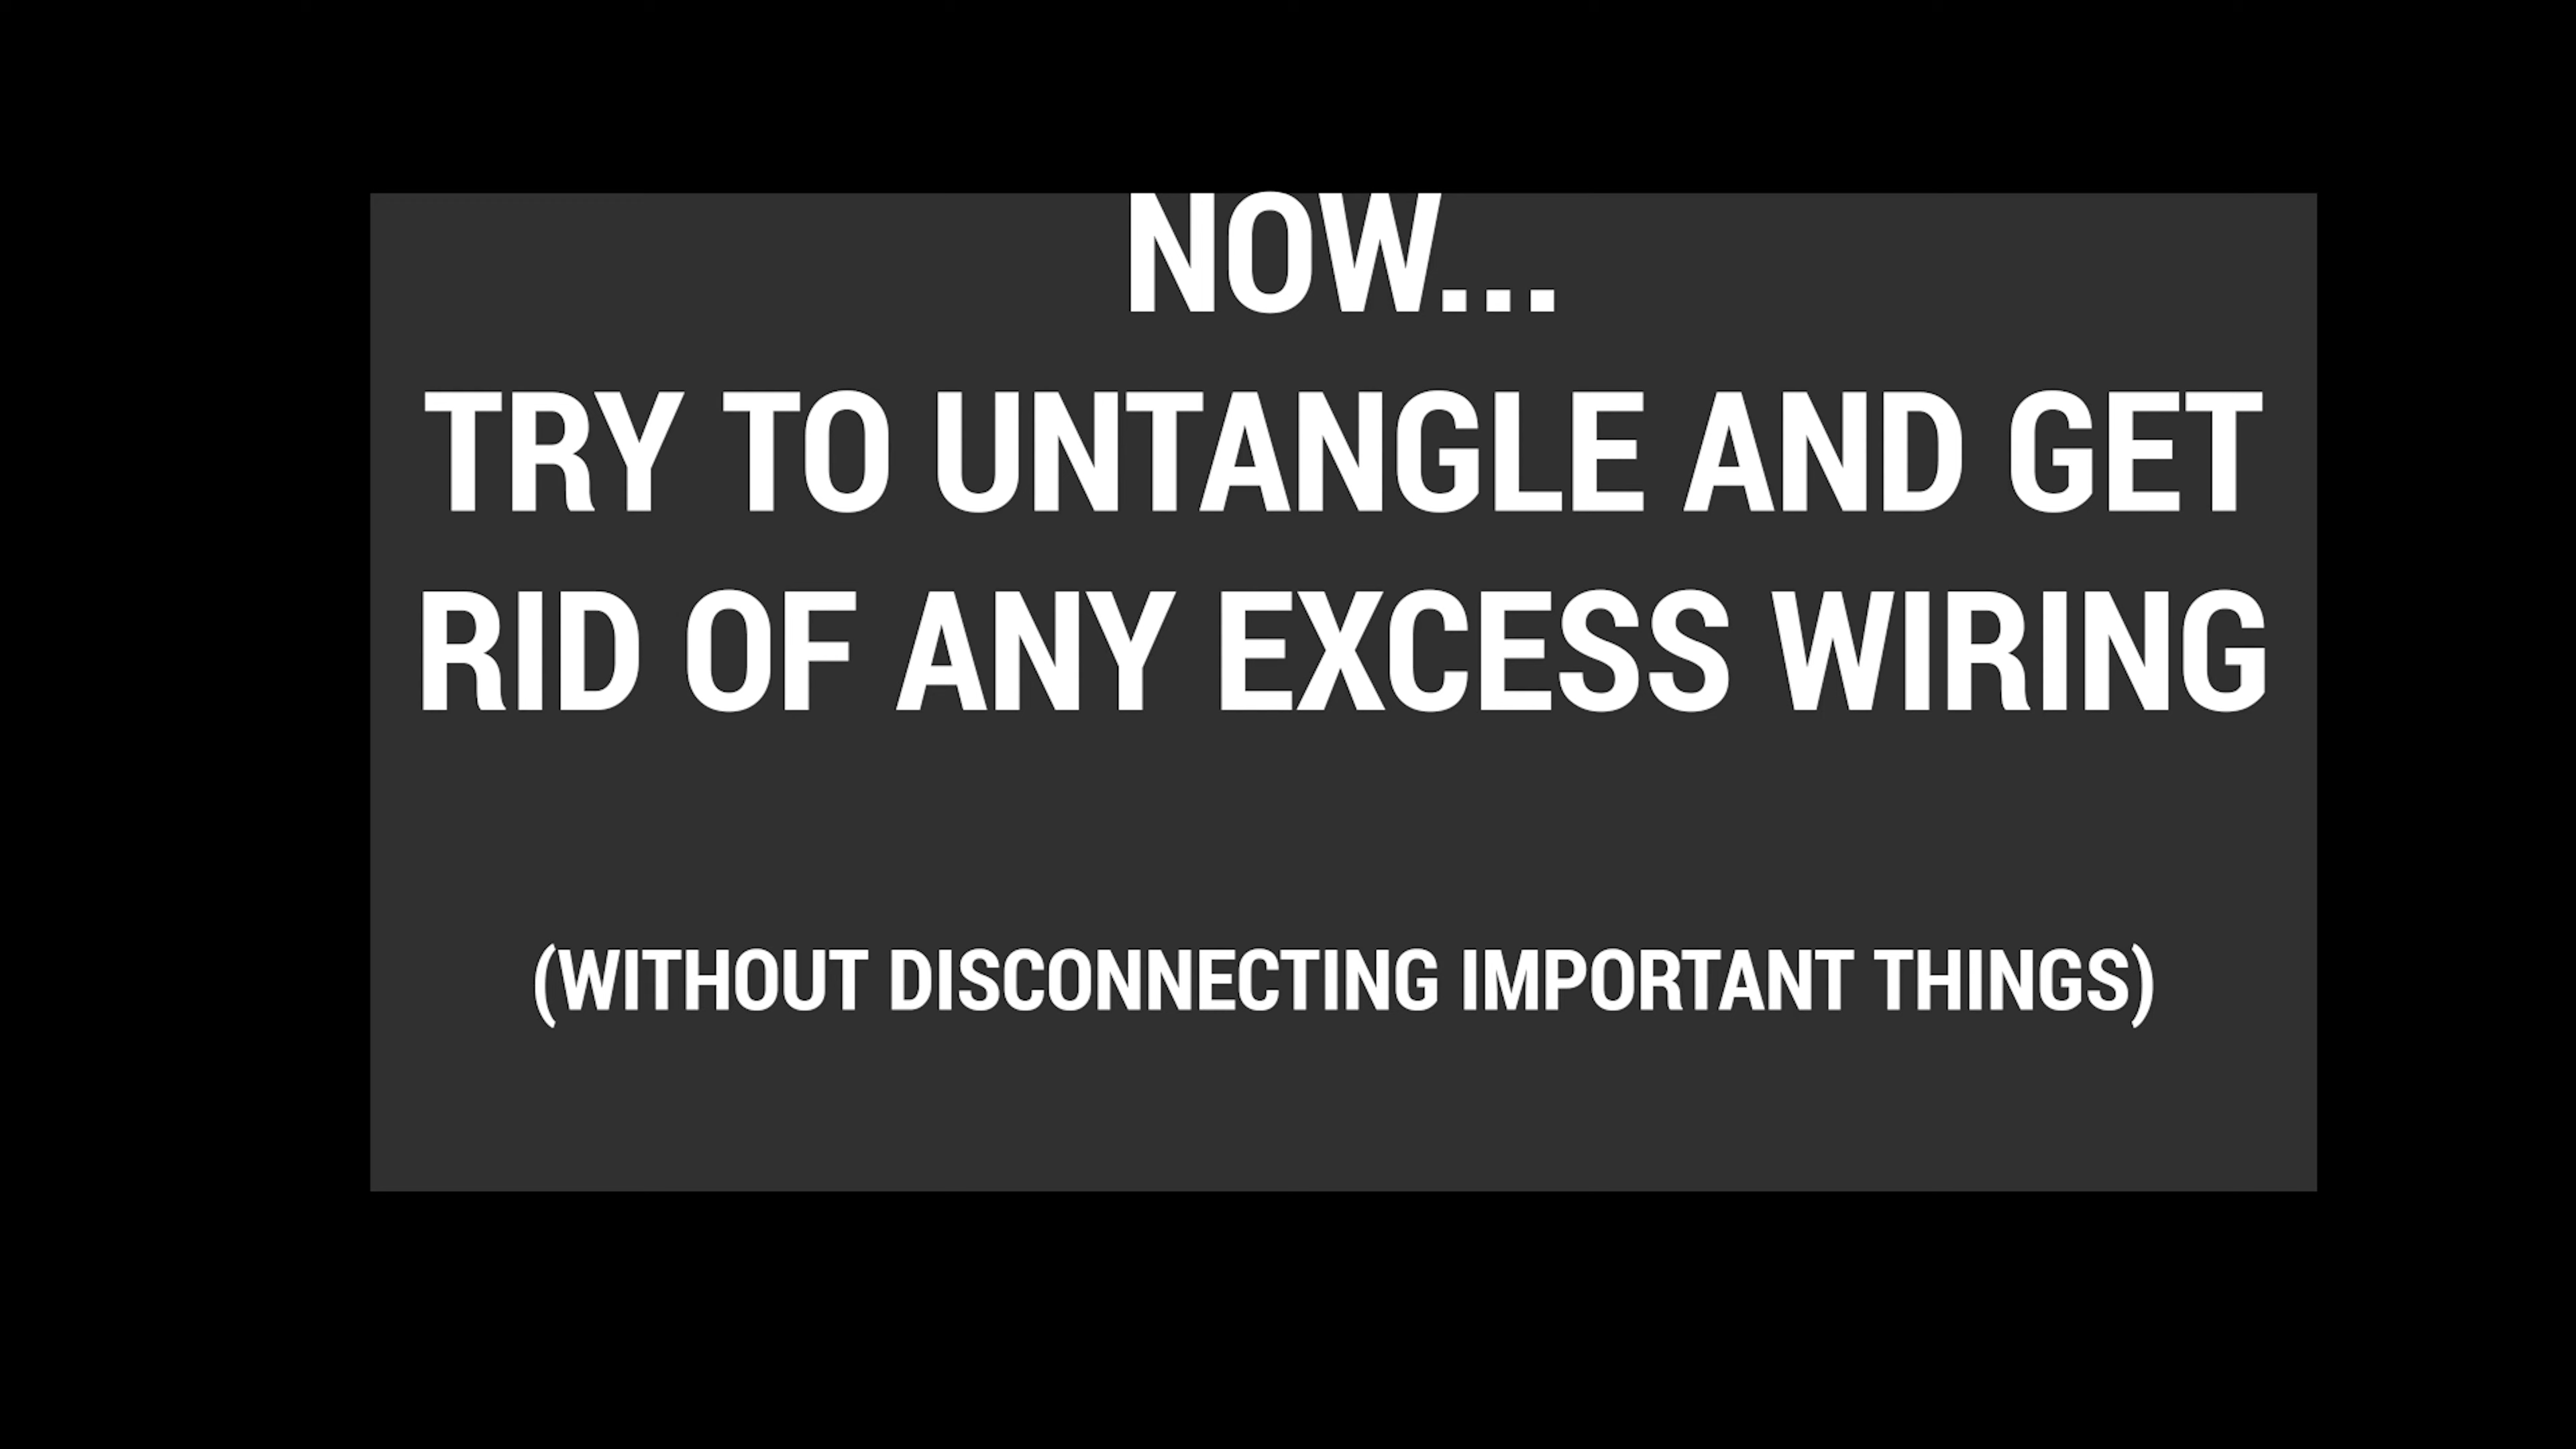 NOW...
TRY TO UNTANGLE AND GET
RID OF ANY EXCESS WIRING
(WITHOUT DISCONNECTING IMPORTANT THINGS)